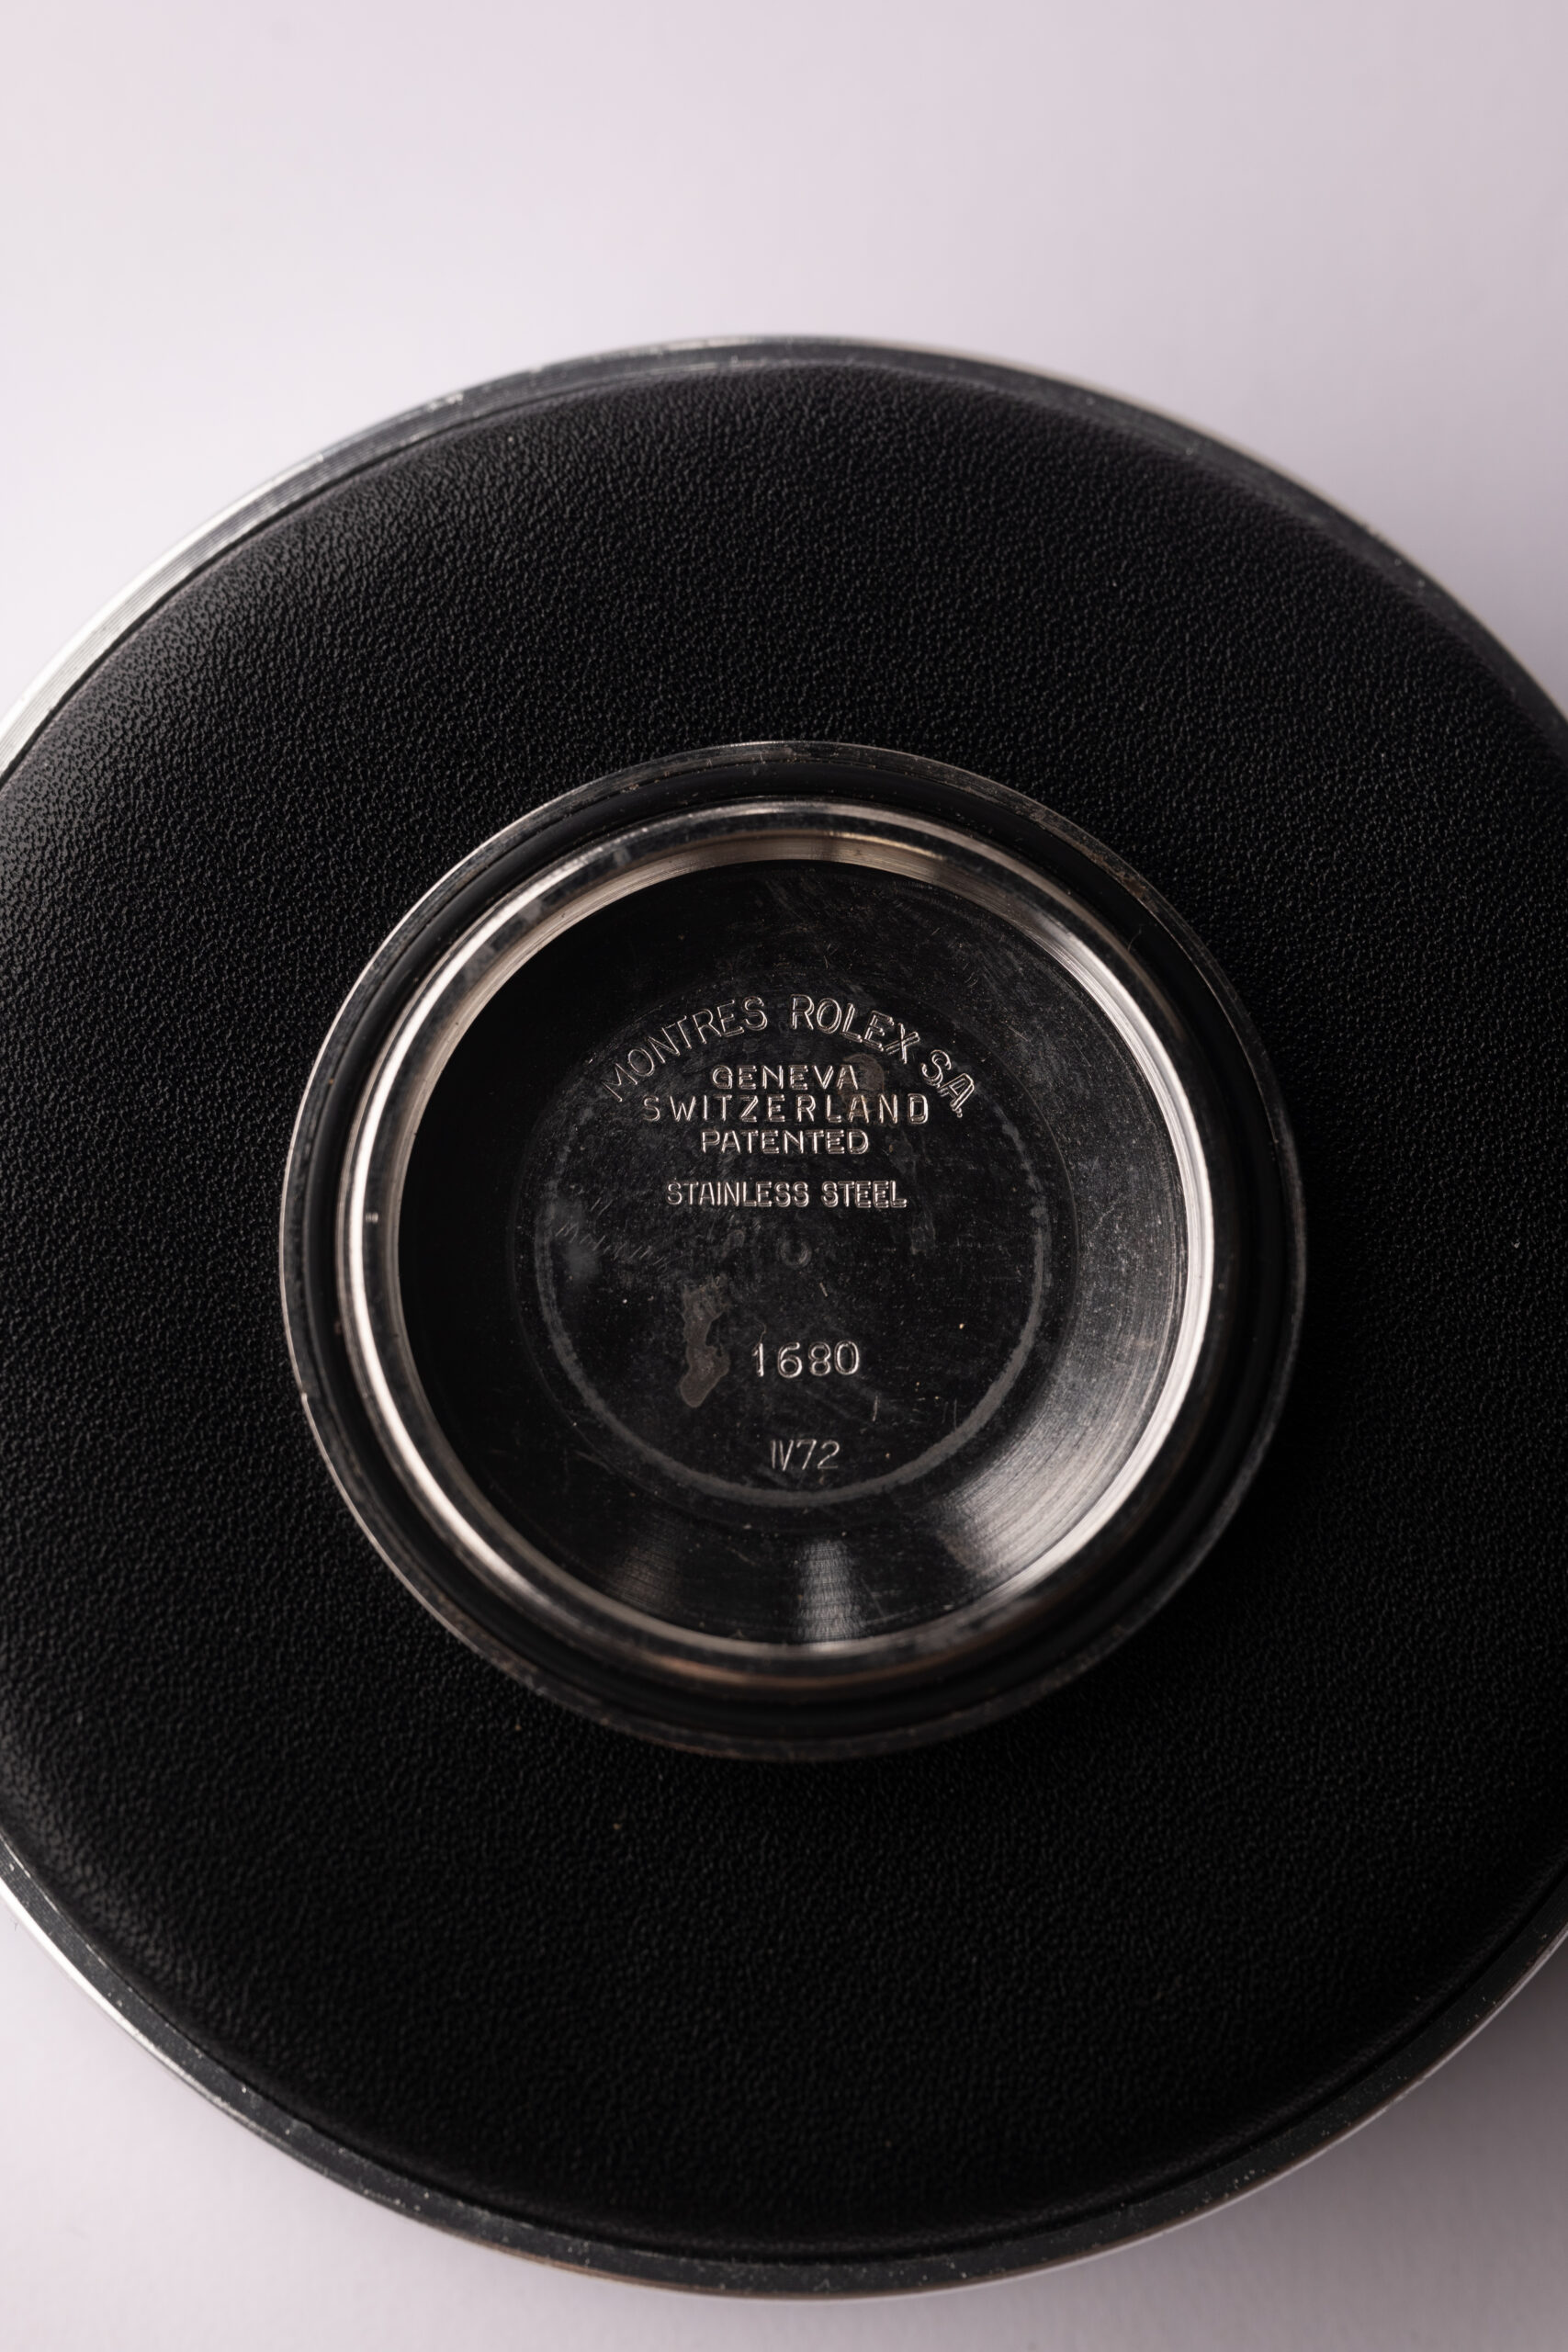 MONTRES ROLEX S.A.
GENEVA
SWITZERLAND
PATENTED
STAINLESS STEEL
1680
IV72